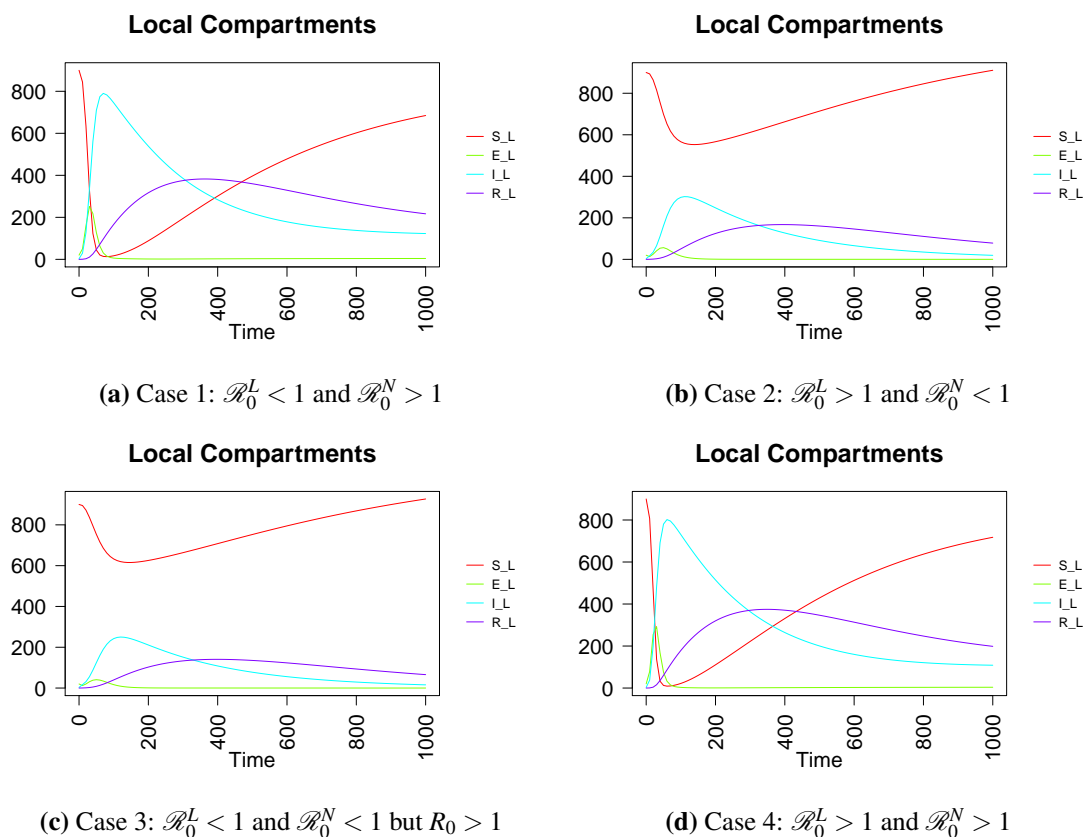 Local Compartments
800
600
400
200
0
0
200
400
600
800
1000
Time
S_L
E_L
I_L
R_L
(a) Case 1: ℛ₀ᴸ < 1 and ℛ₀ᴺ > 1
Local Compartments
800
600
400
200
0
0
200
400
600
800
1000
Time
S_L
E_L
I_L
R_L
(b) Case 2: ℛ₀ᴸ > 1 and ℛ₀ᴺ < 1
Local Compartments
800
600
400
200
0
0
200
400
600
800
1000
Time
S_L
E_L
I_L
R_L
(c) Case 3: ℛ₀ᴸ < 1 and ℛ₀ᴺ < 1 but R₀ > 1
Local Compartments
800
600
400
200
0
0
200
400
600
800
1000
Time
S_L
E_L
I_L
R_L
(d) Case 4: ℛ₀ᴸ > 1 and ℛ₀ᴺ > 1